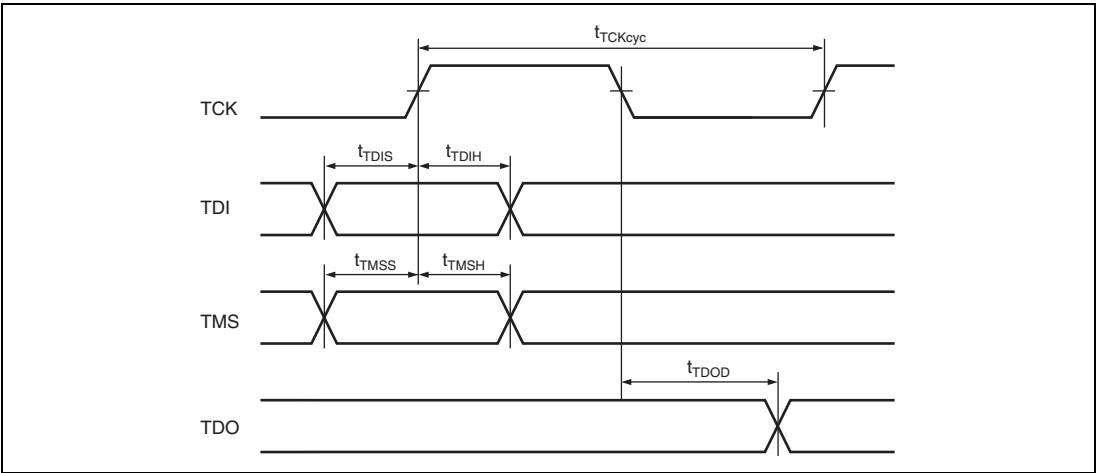 tTCKcyc
TCK
tTDIS tTDIH
TDI
tTMSS tTMSH
TMS
tTDOD
TDO